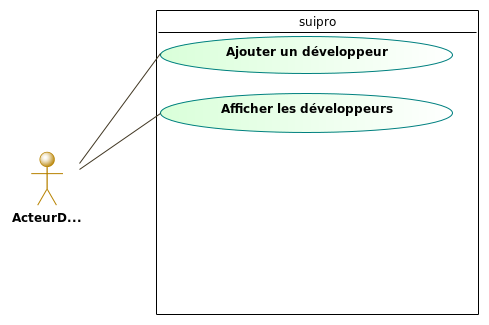 suipro
Ajouter un développeur
Afficher les développeurs
ActeurD...